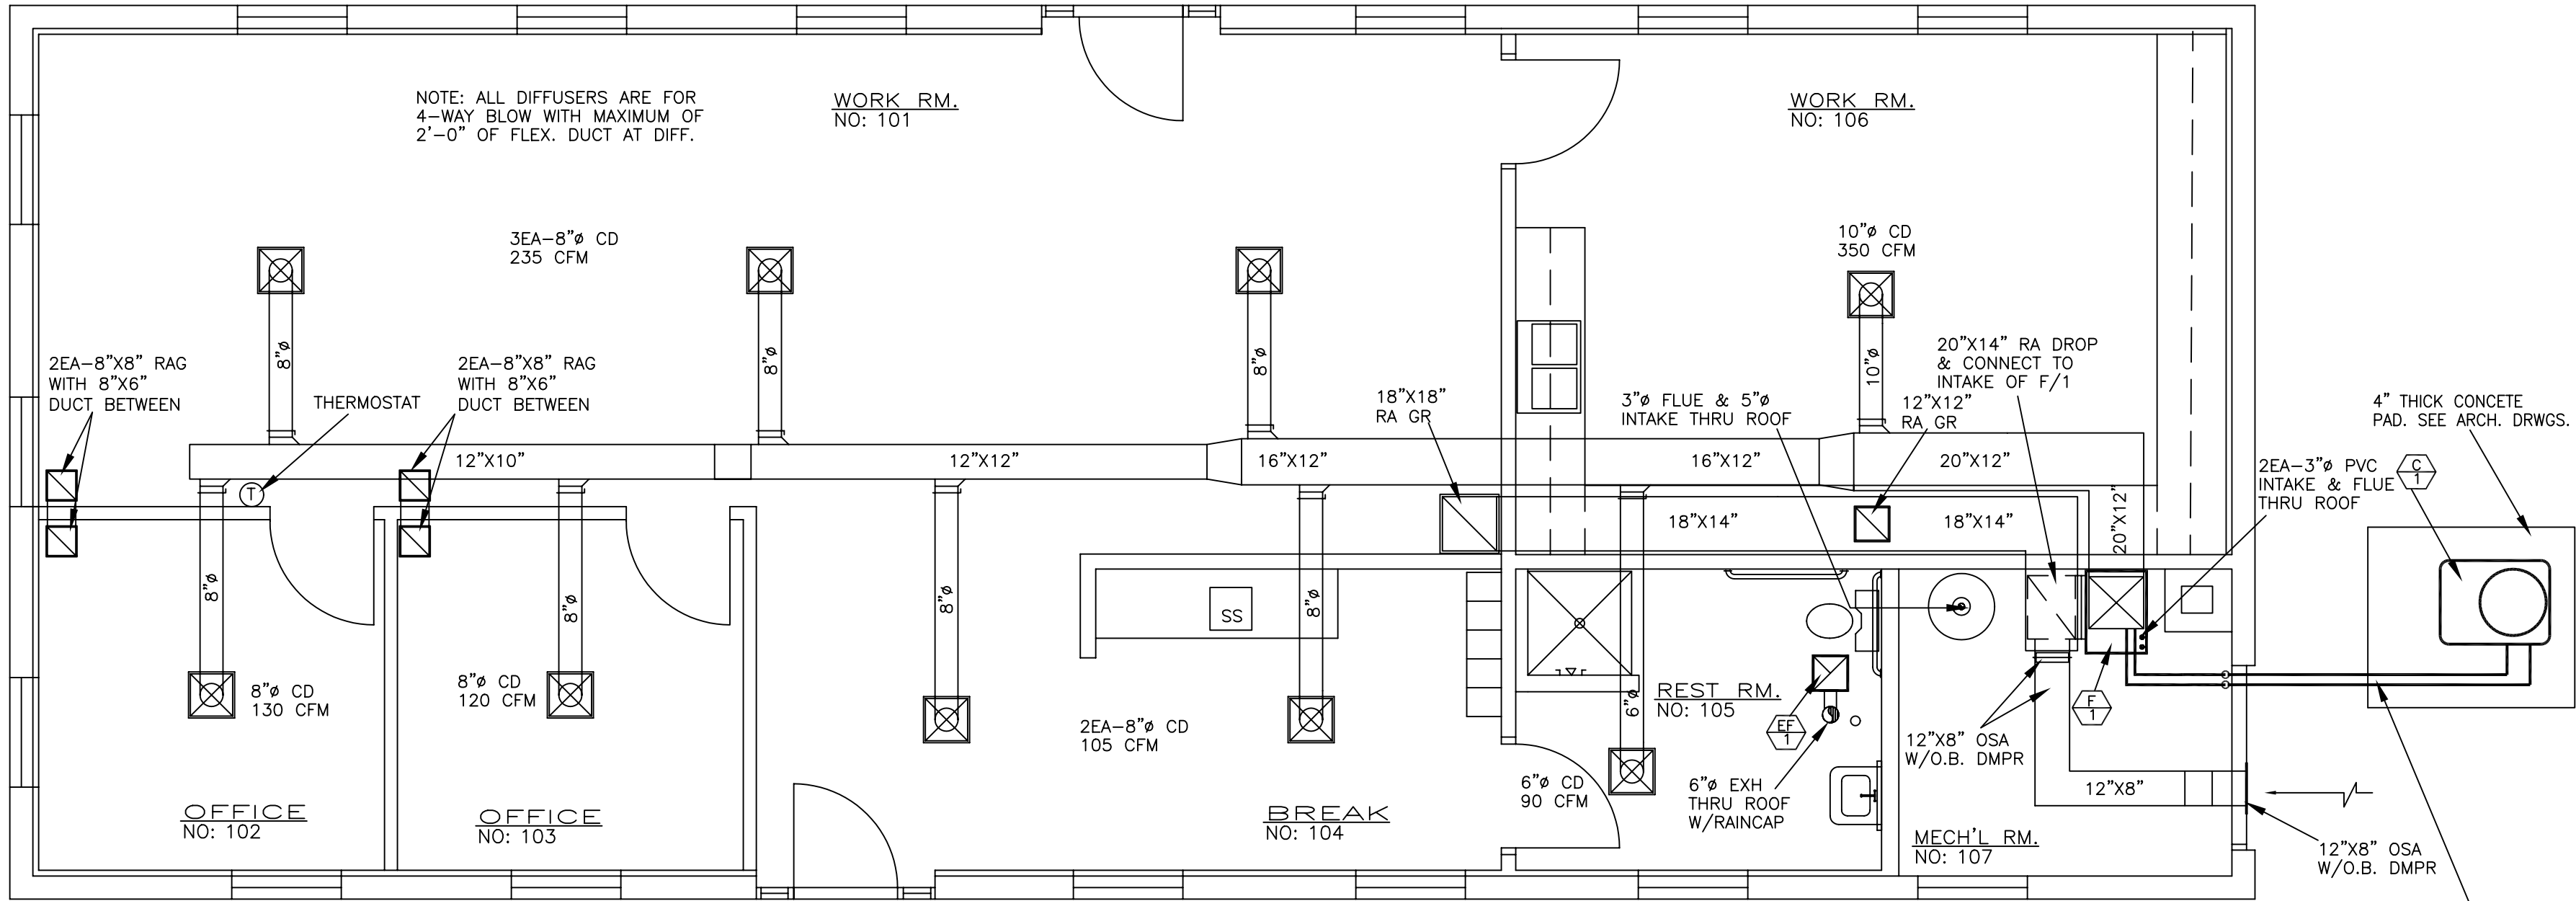 NOTE: ALL DIFFUSERS ARE FOR
4-WAY BLOW WITH MAXIMUM OF
2'-0" OF FLEX. DUCT AT DIFF.
WORK RM.
NO: 101
WORK RM.
NO: 106
3EA-8"ø CD
235 CFM
10"ø CD
350 CFM
2EA-8"X8" RAG
WITH 8"X6"
DUCT BETWEEN
THERMOSTAT
2EA-8"X8" RAG
WITH 8"X6"
DUCT BETWEEN
8"ø
8"ø
8"ø
10"ø
18"X18"
RA GR
3"ø FLUE & 5"ø
INTAKE THRU ROOF
20"X14" RA DROP
& CONNECT TO
INTAKE OF F/1
12"X12"
RA GR
4" THICK CONCETE
PAD. SEE ARCH. DRWGS.
2EA-3"ø PVC
INTAKE & FLUE
THRU ROOF
C
1
12"X10"
12"X12"
16"X12"
16"X12"
20"X12"
T
18"X14"
18"X14"
20"X12"
8"ø
8"ø
8"ø
8"ø
SS
6"ø
8"ø CD
130 CFM
8"ø CD
120 CFM
2EA-8"ø CD
105 CFM
REST RM.
NO: 105
EF
1
F
1
12"X8" OSA
W/O.B. DMPR
6"ø CD
90 CFM
6"ø EXH
THRU ROOF
W/RAINCAP
12"X8"
OFFICE
NO: 102
OFFICE
NO: 103
BREAK
NO: 104
MECH'L RM.
NO: 107
12"X8" OSA
W/O.B. DMPR